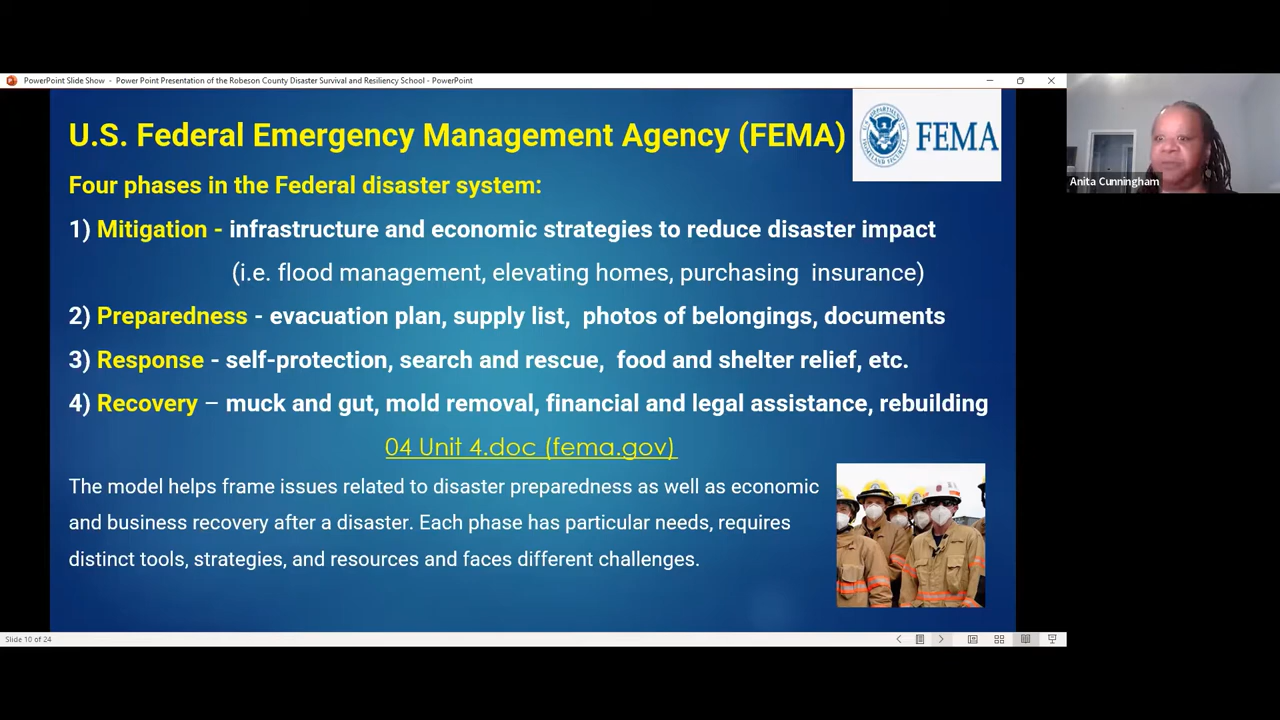 PowerPoint Slide Show - Power Point Presentation of the Robeson County Disaster Survival and Resiliency School - PowerPoint
U.S. Federal Emergency Management Agency (FEMA)
FEMA
Four phases in the Federal disaster system:
1) Mitigation - infrastructure and economic strategies to reduce disaster impact
(i.e. flood management, elevating homes, purchasing insurance)
2) Preparedness - evacuation plan, supply list, photos of belongings, documents
3) Response - self-protection, search and rescue, food and shelter relief, etc.
4) Recovery – muck and gut, mold removal, financial and legal assistance, rebuilding
04 Unit 4.doc (fema.gov)
The model helps frame issues related to disaster preparedness as well as economic
and business recovery after a disaster. Each phase has particular needs, requires
distinct tools, strategies, and resources and faces different challenges.
Slide 10 of 24
Anita Cunningham